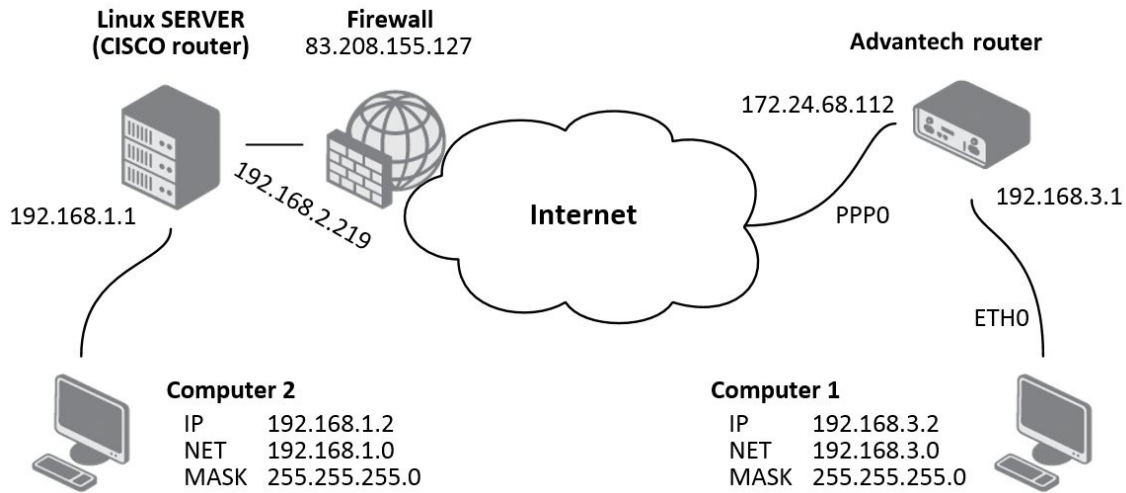 Linux SERVER
(CISCO router)
Firewall
83.208.155.127
Advantech router
172.24.68.112
192.168.1.1
192.168.2.219
Internet
PPP0
192.168.3.1
ETH0
Computer 2
IP 192.168.1.2
NET 192.168.1.0
MASK 255.255.255.0
Computer 1
IP 192.168.3.2
NET 192.168.3.0
MASK 255.255.255.0